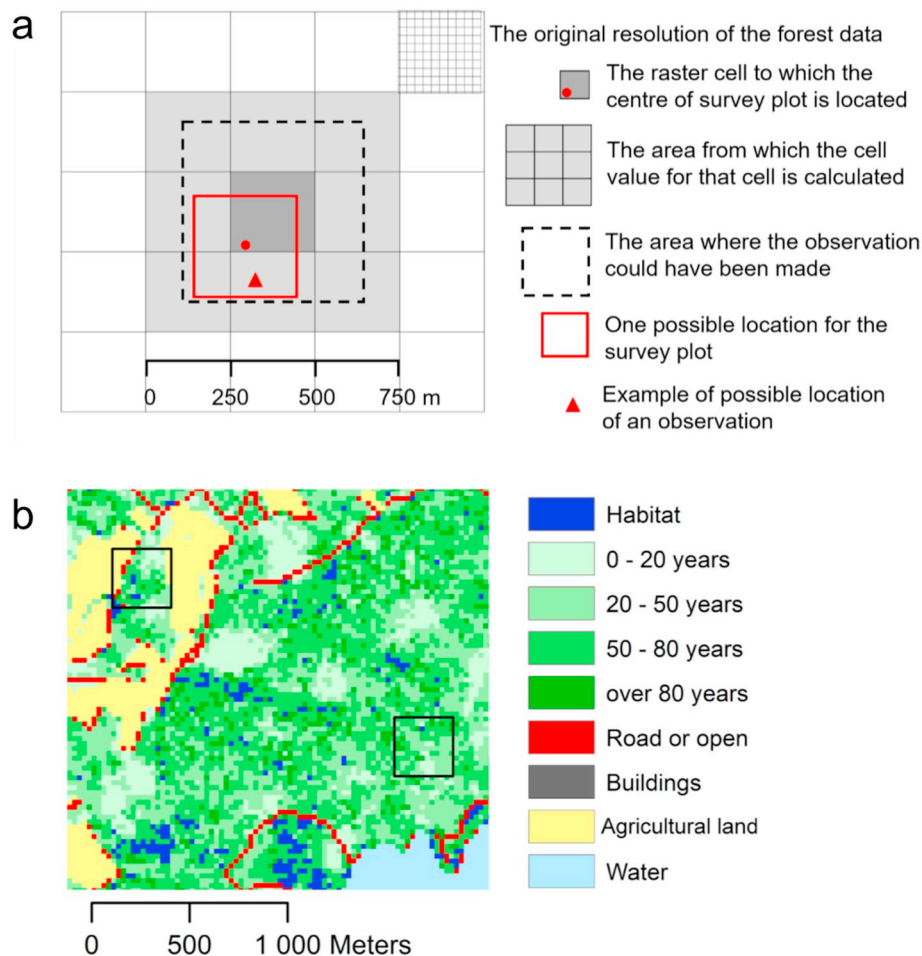 a
The original resolution of the forest data
The raster cell to which the
centre of survey plot is located
The area from which the cell
value for that cell is calculated
The area where the observation
could have been made
One possible location for the
survey plot
Example of possible location
of an observation
0 250 500 750 m
b
Habitat
0 - 20 years
20 - 50 years
50 - 80 years
over 80 years
Road or open
Buildings
Agricultural land
Water
0 500 1 000 Meters